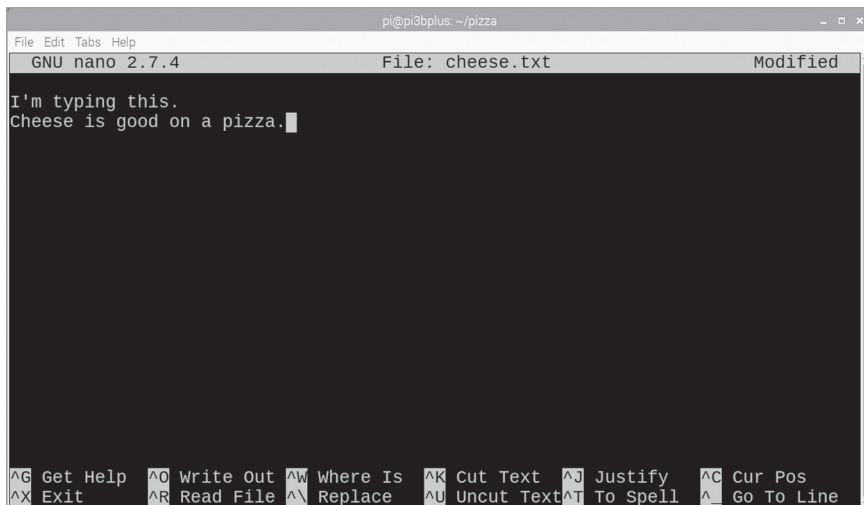 pi@pi3bplus: ~/pizza
File Edit Tabs Help
GNU nano 2.7.4 File: cheese.txt Modified
I'm typing this.
Cheese is good on a pizza.
^G Get Help ^O Write Out ^W Where Is ^K Cut Text ^J Justify ^C Cur Pos
^X Exit ^R Read File ^\ Replace ^U Uncut Text ^T To Spell ^_ Go To Line